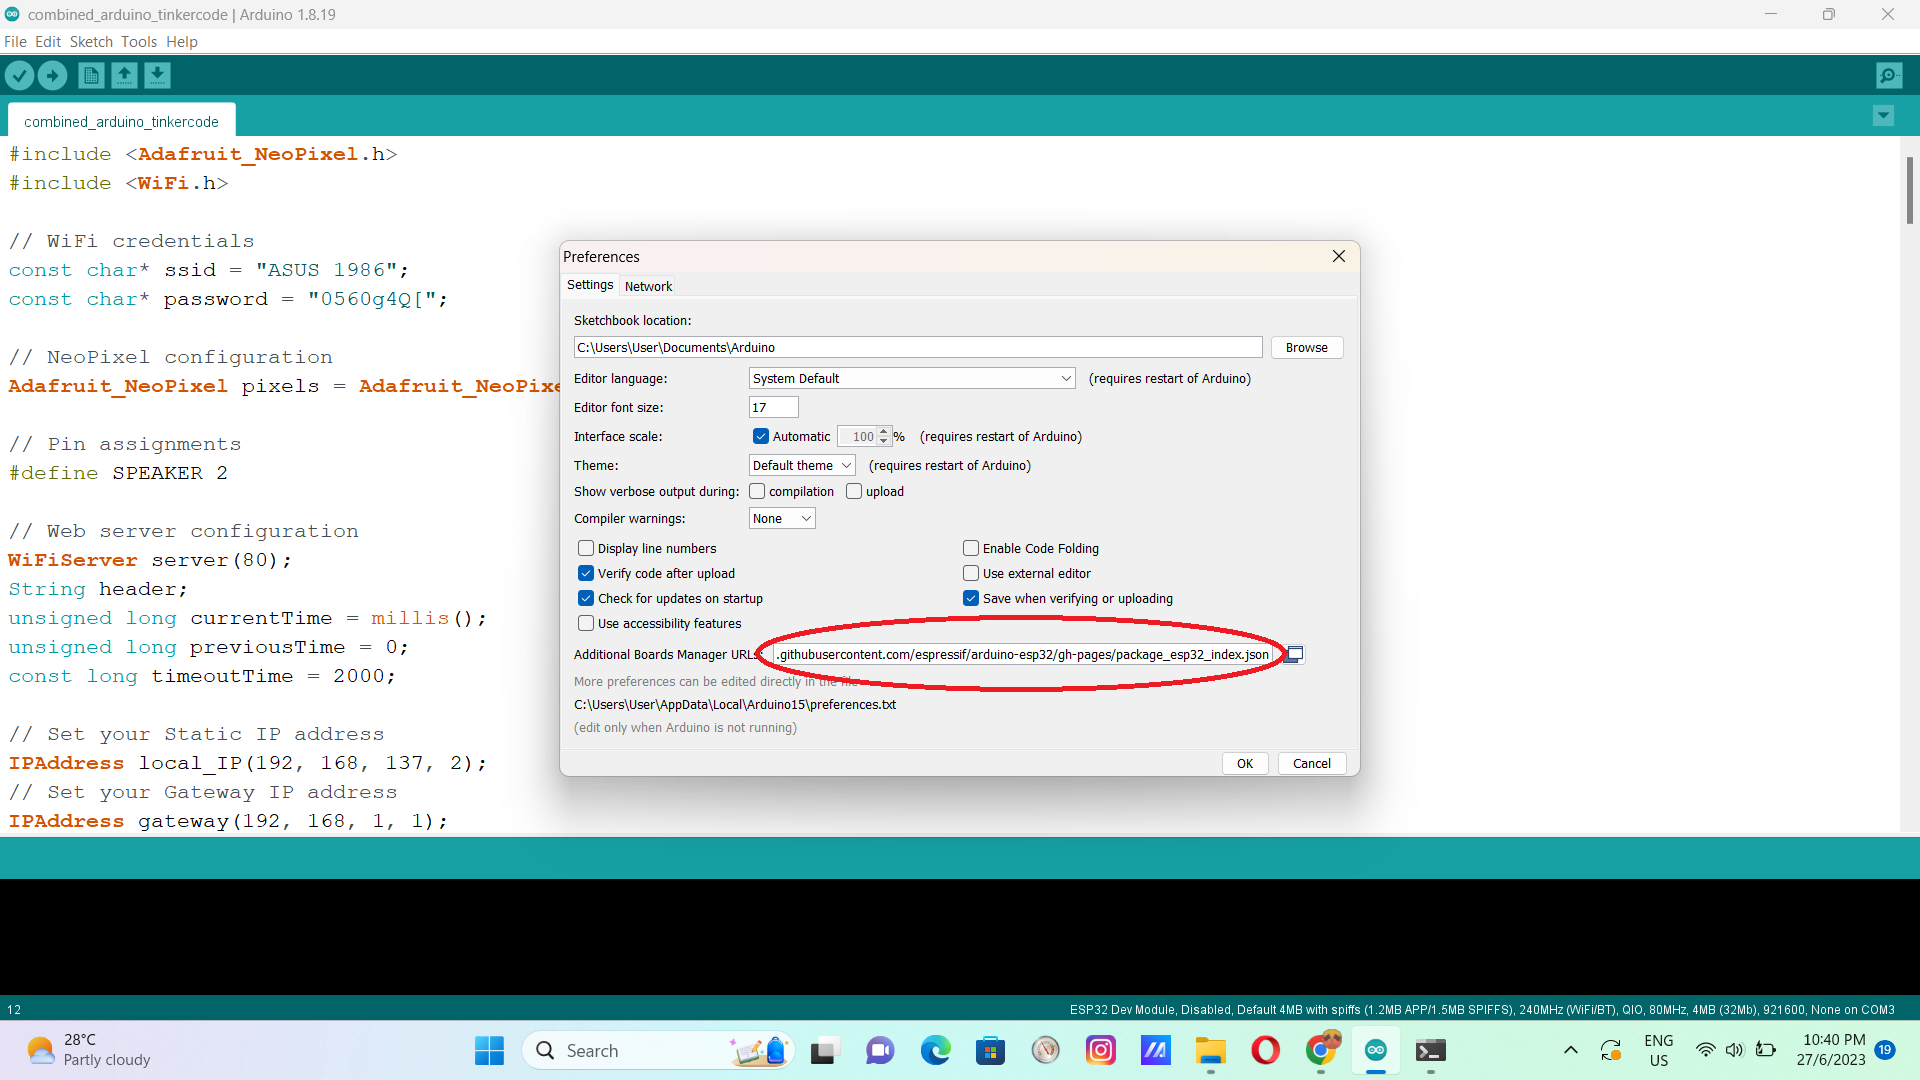 combined_arduino_tinkercode | Arduino 1.8.19
File Edit Sketch Tools Help
combined_arduino_tinkercode
#include <Adafruit_NeoPixel.h>
#include <WiFi.h>
// WiFi credentials
const char* ssid = "ASUS 1986";
const char* password = "0560g4Q[";
// NeoPixel configuration
Adafruit_NeoPixel pixels = Adafruit_NeoPixe
// Pin assignments
#define SPEAKER 2
// Web server configuration
WiFiServer server(80);
String header;
unsigned long currentTime = millis();
unsigned long previousTime = 0;
const long timeoutTime = 2000;
// Set your Static IP address
IPAddress local_IP(192, 168, 137, 2);
// Set your Gateway IP address
IPAddress gateway(192, 168, 1, 1);
Preferences
Settings Network
Sketchbook location:
C:\Users\User\Documents\Arduino Browse
Editor language: System Default (requires restart of Arduino)
Editor font size: 17
Interface scale: Automatic 100 % (requires restart of Arduino)
Theme: Default theme (requires restart of Arduino)
Show verbose output during: compilation upload
Compiler warnings: None
Display line numbers Enable Code Folding
Verify code after upload Use external editor
Check for updates on startup Save when verifying or uploading
Use accessibility features
Additional Boards Manager URLs: .githubusercontent.com/espressif/arduino-esp32/gh-pages/package_esp32_index.json
More preferences can be edited directly in the file
C:\Users\User\AppData\Local\Arduino15\preferences.txt
(edit only when Arduino is not running)
OK Cancel
12 ESP32 Dev Module, Disabled, Default 4MB with spiffs (1.2MB APP/1.5MB SPIFFS), 240MHz (WiFi/BT), QIO, 80MHz, 4MB (32Mb), 921600, None on COM3
28°C
Partly cloudy
Search
ENG
US
10:40 PM
27/6/2023
19